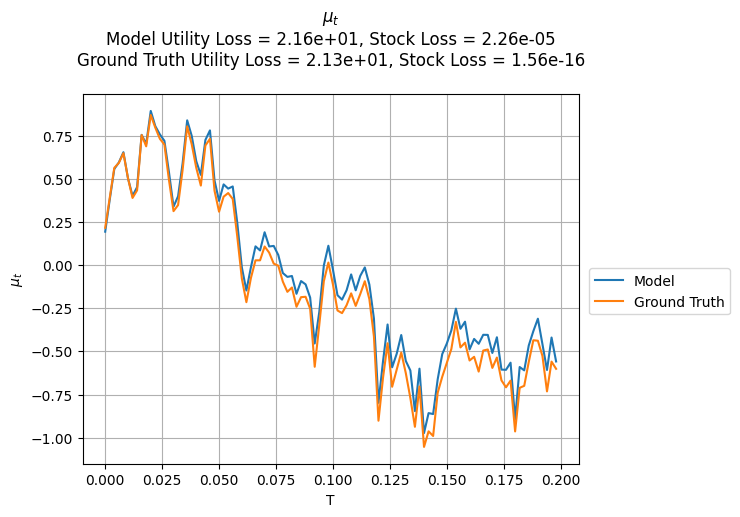 μₜ
Model Utility Loss = 2.16e+01, Stock Loss = 2.26e-05
Ground Truth Utility Loss = 2.13e+01, Stock Loss = 1.56e-16
0.75
0.50
0.25
0.00
−0.25
−0.50
−0.75
−1.00
μₜ
Model
Ground Truth
0.000
0.025
0.050
0.075
0.100
0.125
0.150
0.175
0.200
T